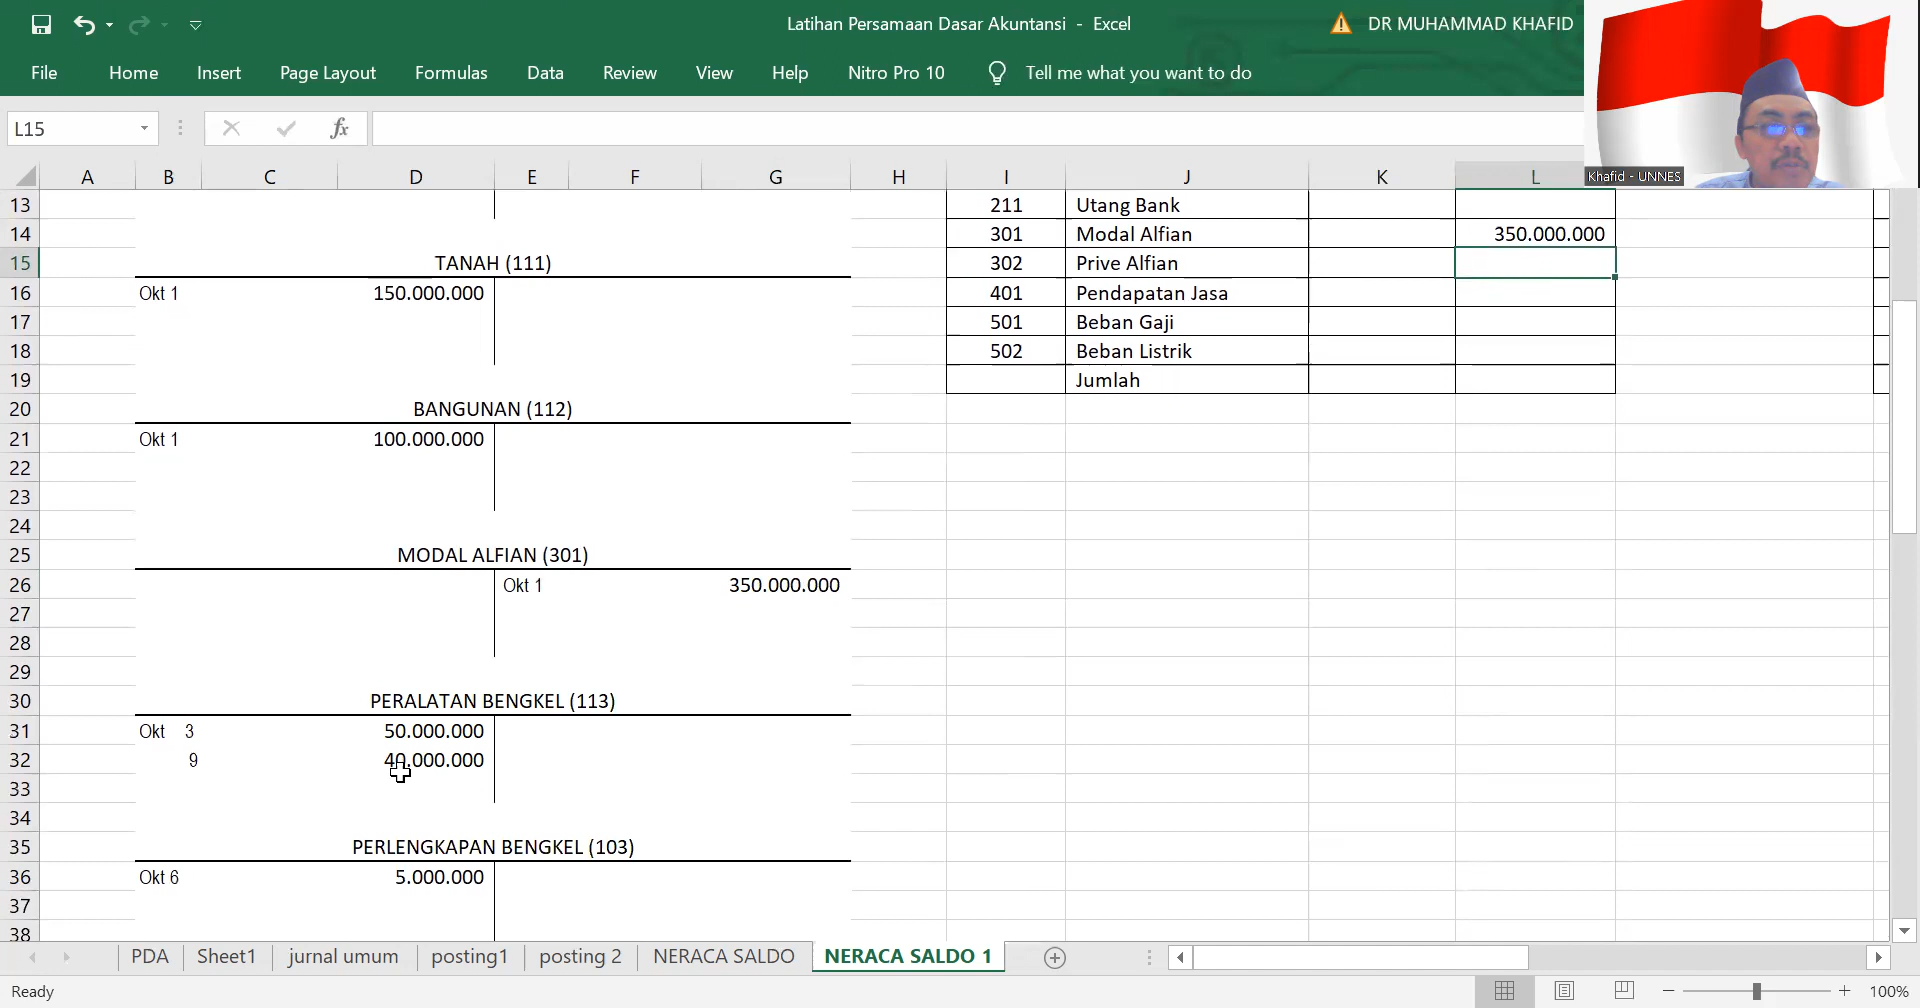 Latihan Persamaan Dasar Akuntansi - Excel
DR MUHAMMAD KHAFID
File Home Insert Page Layout Formulas Data Review View Help Nitro Pro 10 Tell me what you want to do
L15 fx
Khafid - UNNES
A B C D E F G H I J K L
13 211 Utang Bank
14 301 Modal Alfian 350.000.000
15 TANAH (111) 302 Prive Alfian
16 Okt 1 150.000.000 401 Pendapatan Jasa
17 501 Beban Gaji
18 502 Beban Listrik
19 Jumlah
20 BANGUNAN (112)
21 Okt 1 100.000.000
22
23
24
25 MODAL ALFIAN (301)
26 Okt 1 350.000.000
27
28
29
30 PERALATAN BENGKEL (113)
31 Okt 3 50.000.000
32 9 40.000.000
33
34
35 PERLENGKAPAN BENGKEL (103)
36 Okt 6 5.000.000
37
38
PDA Sheet1 jurnal umum posting1 posting 2 NERACA SALDO NERACA SALDO 1
Ready 100%